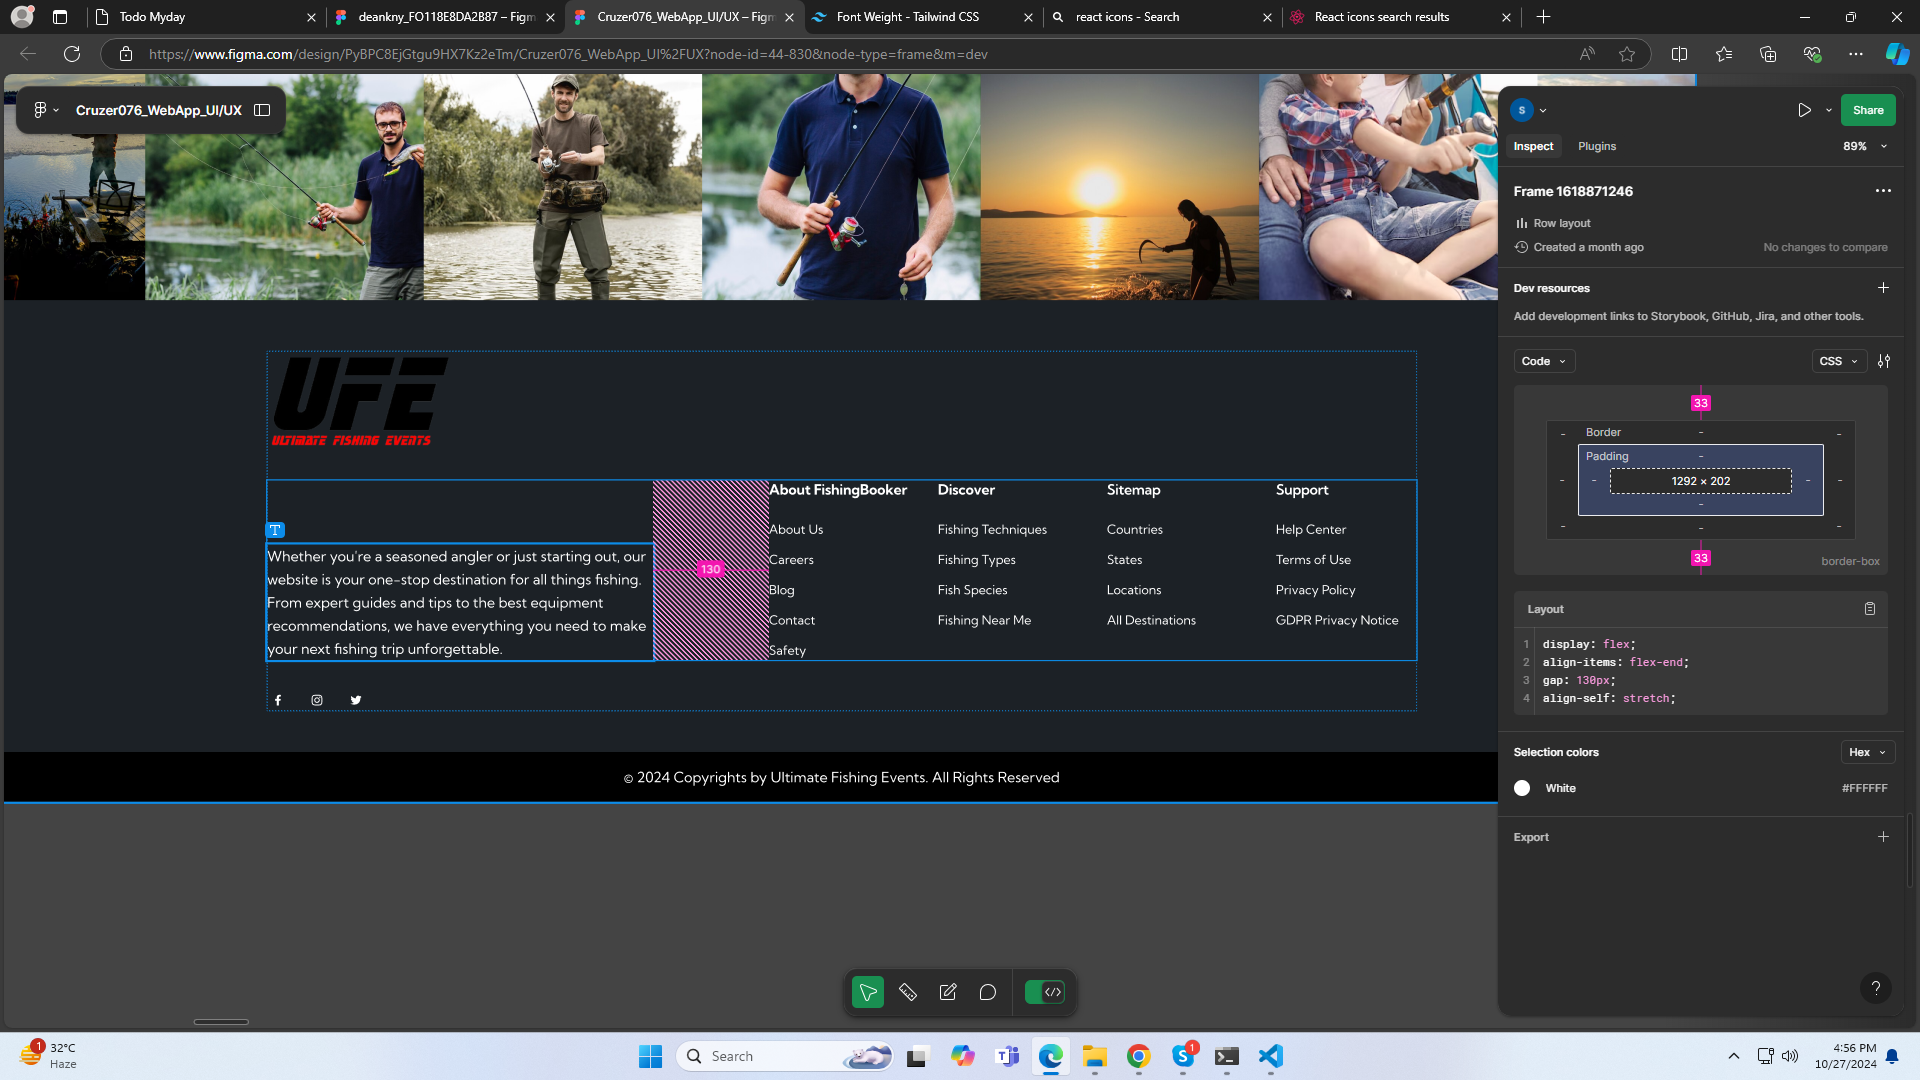 Todo Myday
deankny_FO118E8DA2B87 – Figm
Cruzer076_WebApp_UI/UX – Figm
Font Weight - Tailwind CSS
react icons - Search
React icons search results
https://www.figma.com/design/PyBPC8EjGtgu9HX7Kz2eTm/Cruzer076_WebApp_UI%2FUX?node-id=44-830&node-type=frame&m=dev
Cruzer076_WebApp_UI/UX
UFE
ULTIMATE FISHING EVENTS
T
Whether you're a seasoned angler or just starting out, our
website is your one-stop destination for all things fishing.
From expert guides and tips to the best equipment
recommendations, we have everything you need to make
your next fishing trip unforgettable.
130
About FishingBooker
About Us
Careers
Blog
Contact
Safety
Discover
Fishing Techniques
Fishing Types
Fish Species
Fishing Near Me
Sitemap
Countries
States
Locations
All Destinations
Support
Help Center
Terms of Use
Privacy Policy
GDPR Privacy Notice
© 2024 Copyrights by Ultimate Fishing Events. All Rights Reserved
S
Share
Inspect
Plugins
89%
Frame 1618871246
Row layout
Created a month ago
No changes to compare
Dev resources
Add development links to Storybook, GitHub, Jira, and other tools.
Code
CSS
33
Border
-
Padding
-
1292 × 202
33
border-box
Layout
1 display: flex;
2 align-items: flex-end;
3 gap: 130px;
4 align-self: stretch;
Selection colors
Hex
White
#FFFFFF
Export
?
1
32°C
Haze
Search
1
4:56 PM
10/27/2024